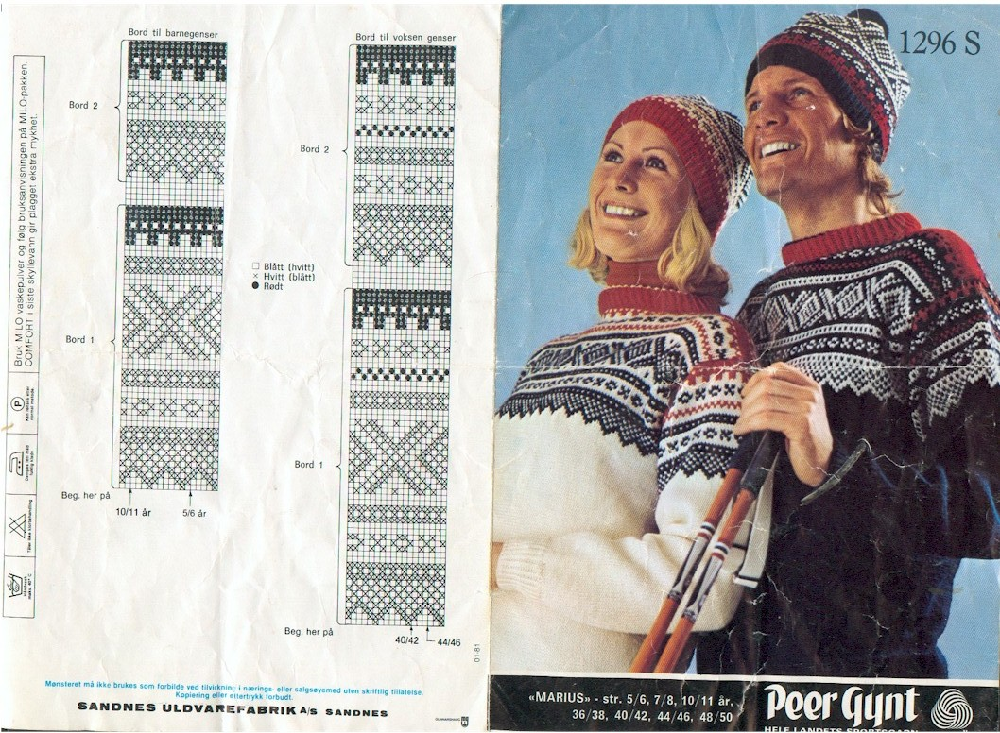 Bord til barnegenser
Bord 2
Bord 1
Beg. her på
10/11 år
5/6 år
Bord til voksen genser
Bord 2
Bord 1
Beg. her på
40/42
44/46
Blått (hvitt)
× Hvitt (blått)
Rødt
Bruk MILO vaskepulver og følg bruksanvisningen på MILO-pakken.
COMFORT i siste skyllevann gir plagget ekstra mykhet.
P
01-81
Mønsteret må ikke brukes som forbilde ved tilvirkning i nærings- eller salgsøyemed uten skriftlig tillatelse.
Kopiering eller ettertrykk forbudt.
SANDNES ULDVAREFABRIK A/S SANDNES
1296 S
«MARIUS» - str. 5/6, 7/8, 10/11 år,
36/38, 40/42, 44/46, 48/50
Peer Gynt
HELE LANDETS SPORTSGARN